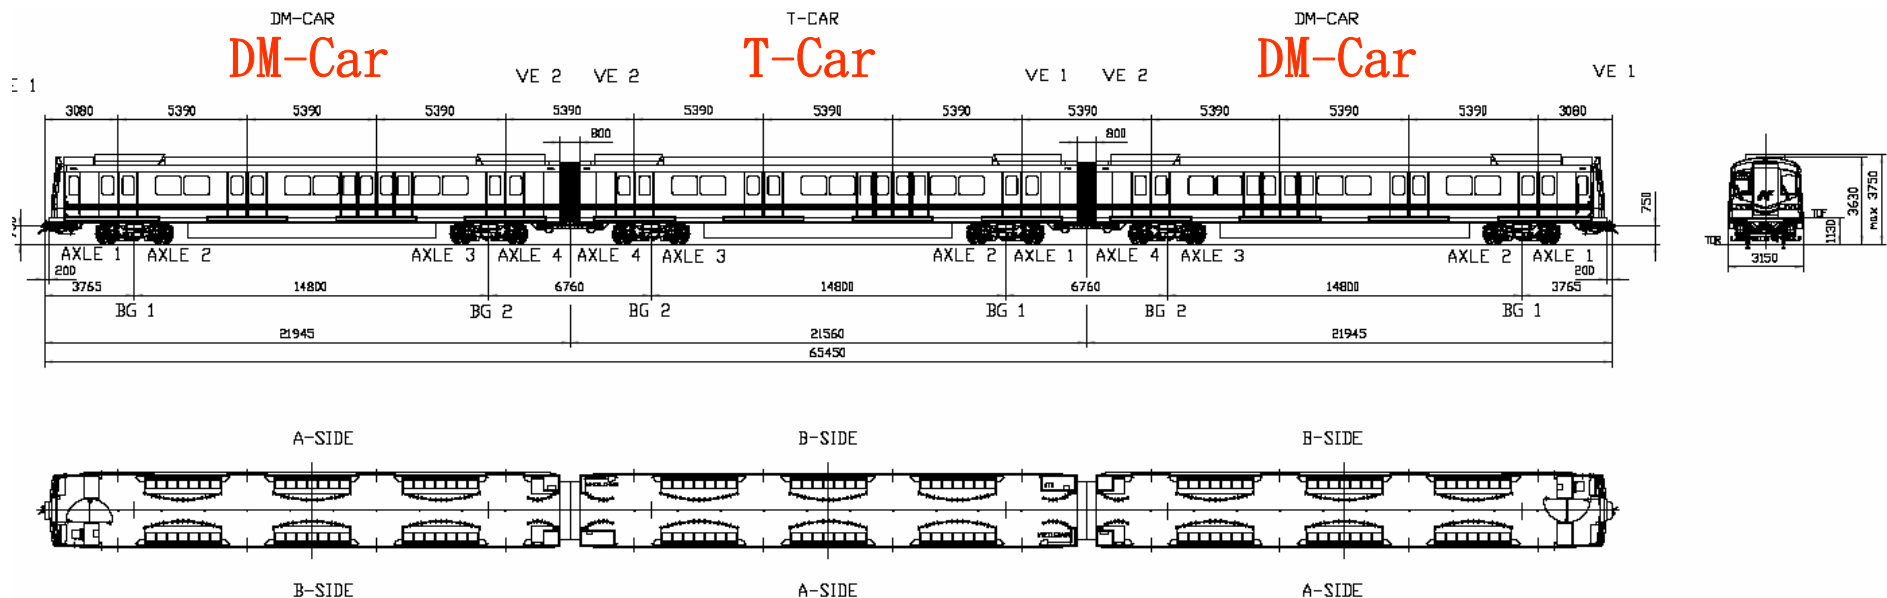 DM-CAR T-CAR DM-CAR
DM-Car T-Car DM-Car
VE 2 VE 2 VE 1 VE 2 VE 1
E 1
3080 5390 5390 5390 5390 5390 5390 5390 5390 5390 5390 5390 3080
800 800
750 3630 max 3750
TOF 1130
TOR
AXLE 1 AXLE 2 AXLE 3 AXLE 4 AXLE 4 AXLE 3 AXLE 2 AXLE 1 AXLE 4 AXLE 3 AXLE 2 AXLE 1
200 200 3150
3765 14800 6760 14800 6760 14800 3765
BG 1 BG 2 BG 2 BG 1 BG 2 BG 1
21945 21560 21945
65450
A-SIDE B-SIDE B-SIDE
B-SIDE A-SIDE A-SIDE